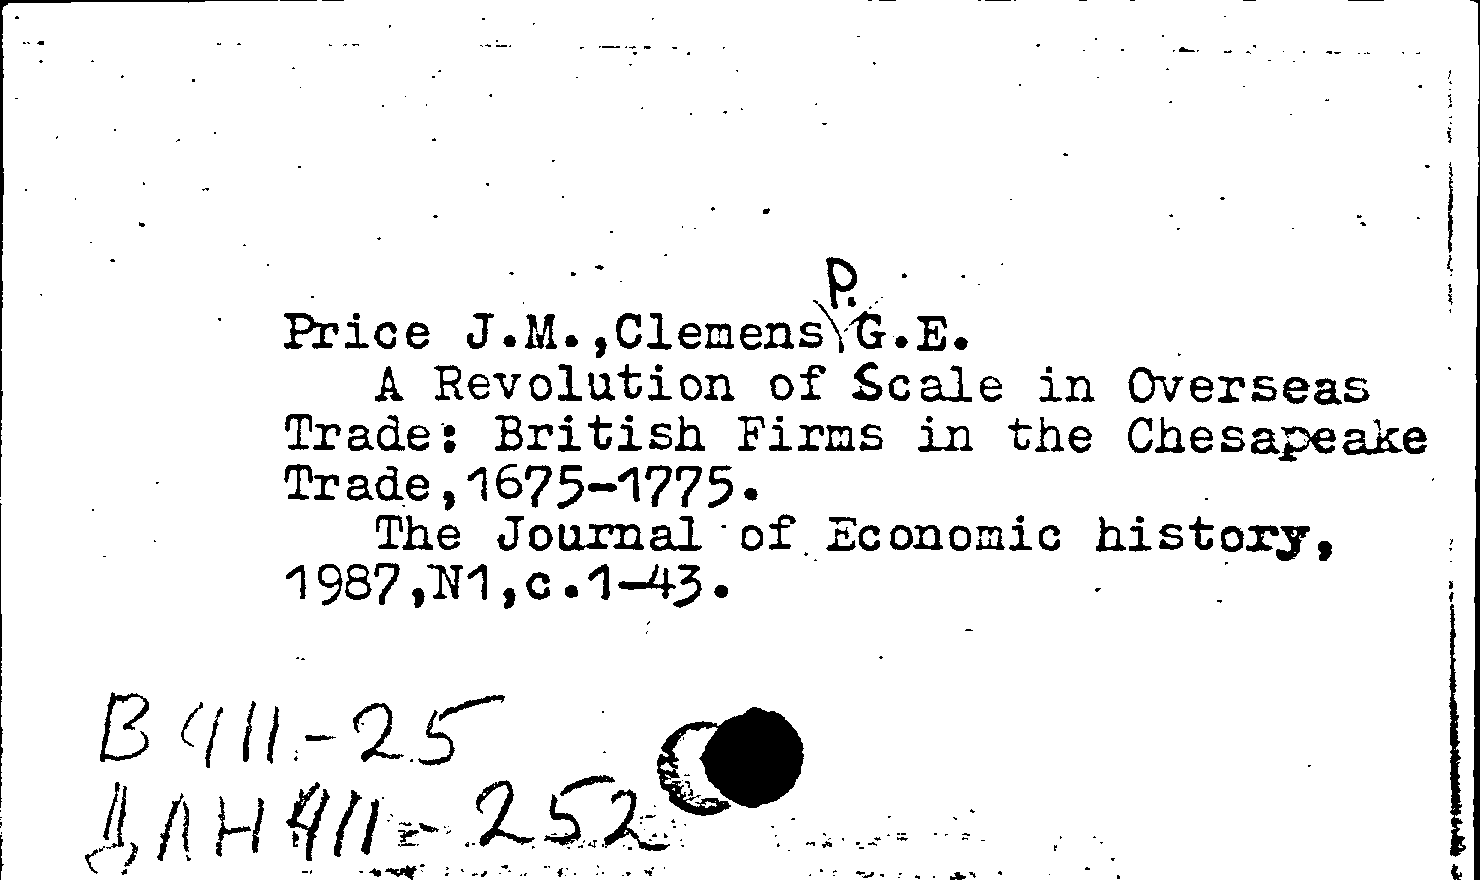 P.
Price J.M.,Clemens G.E.
A Revolution of Scale in Overseas
Trade: British Firms in the Chesapeake
Trade,1675-1775.
The Journal of Economic history,
1987,N1,c.1-43.
В 411-25
ДЛН 411-252